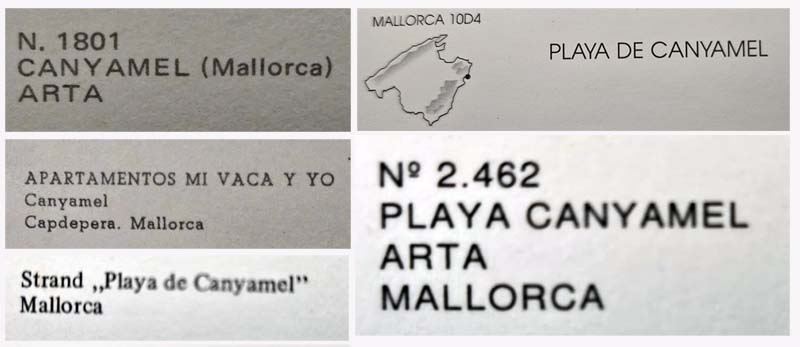 N. 1801
CANYAMEL (Mallorca)
ARTA
MALLORCA 10D4
PLAYA DE CANYAMEL
APARTAMENTOS MI VACA Y YO
Canyamel
Capdepera. Mallorca
Strand „Playa de Canyamel”
Mallorca
Nº 2.462
PLAYA CANYAMEL
ARTA
MALLORCA